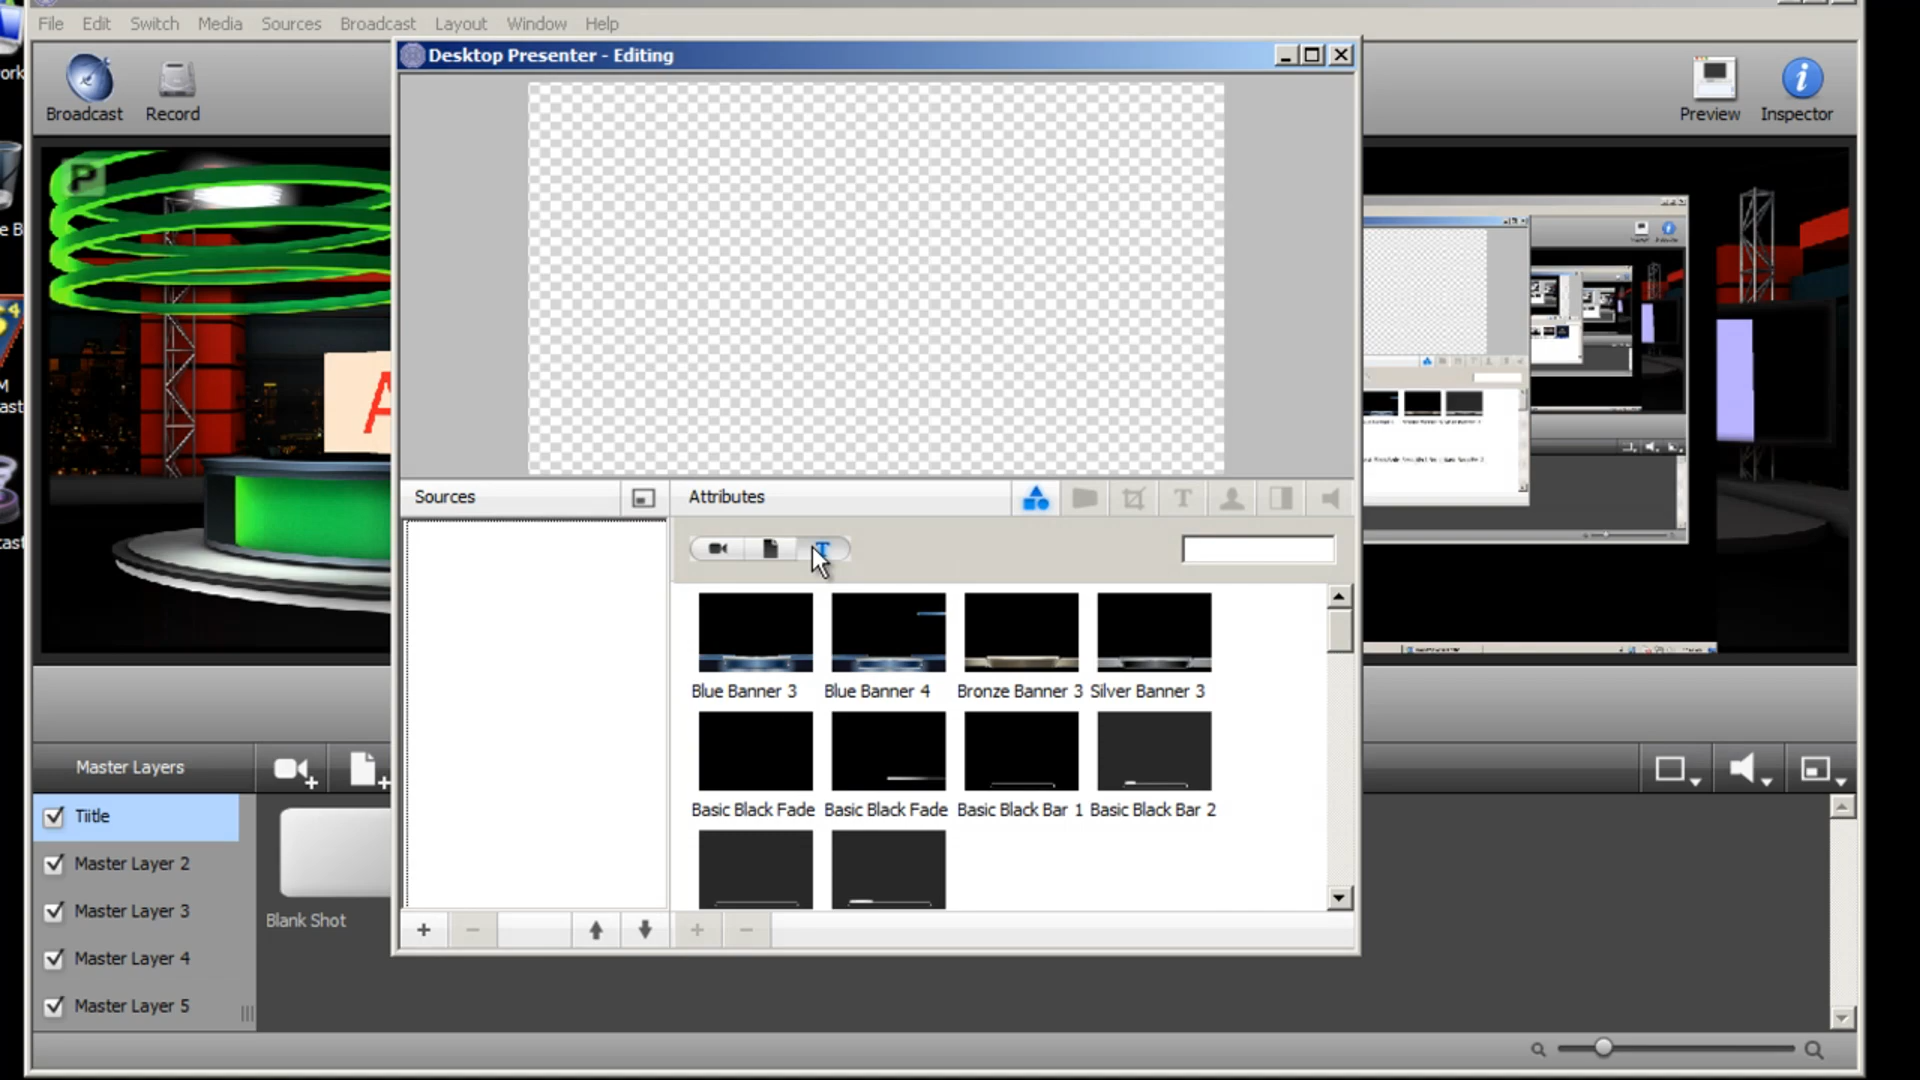 File Edit Switch Media Sources Broadcast Layout Window Help
Desktop Presenter - Editing
Broadcast Record
Preview Inspector
P
A
Sources Attributes
T
T
Blue Banner 3 Blue Banner 4 Bronze Banner 3 Silver Banner 3
Basic Black Fade Basic Black Fade Basic Black Bar 1 Basic Black Bar 2
Master Layers
Tiitle
Master Layer 2
Master Layer 3
Master Layer 4
Master Layer 5
Blank Shot